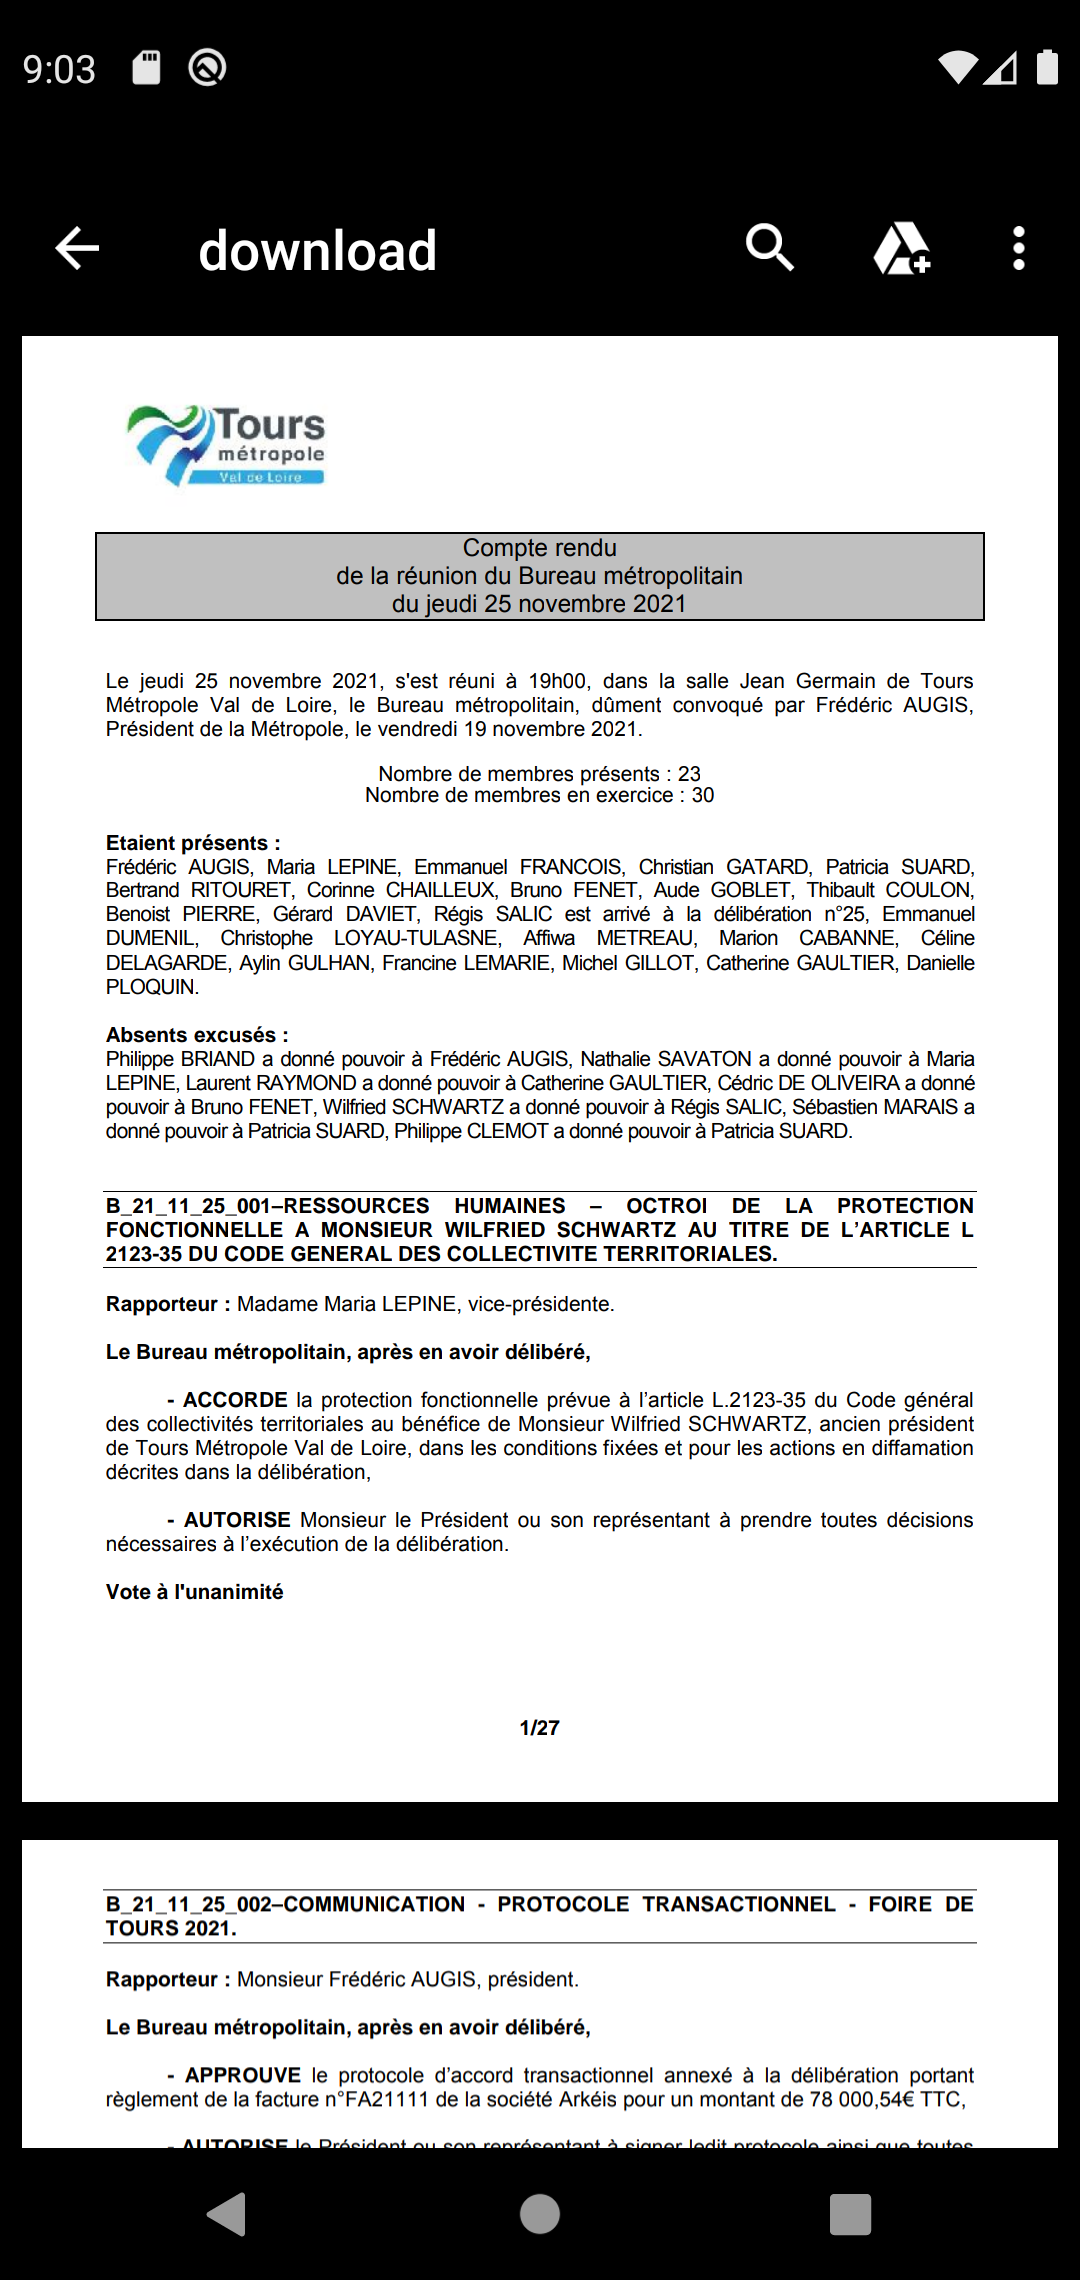 9:03
download
Tours
métropole
Val de Loire
Compte rendu
de la réunion du Bureau métropolitain
du jeudi 25 novembre 2021
Le jeudi 25 novembre 2021, s'est réuni à 19h00, dans la salle Jean Germain de Tours
Métropole Val de Loire, le Bureau métropolitain, dûment convoqué par Frédéric AUGIS,
Président de la Métropole, le vendredi 19 novembre 2021.
Nombre de membres présents : 23
Nombre de membres en exercice : 30
Etaient présents :
Frédéric AUGIS, Maria LEPINE, Emmanuel FRANCOIS, Christian GATARD, Patricia SUARD,
Bertrand RITOURET, Corinne CHAILLEUX, Bruno FENET, Aude GOBLET, Thibault COULON,
Benoist PIERRE, Gérard DAVIET, Régis SALIC est arrivé à la délibération n°25, Emmanuel
DUMENIL, Christophe LOYAU-TULASNE, Affiwa METREAU, Marion CABANNE, Céline
DELAGARDE, Aylin GULHAN, Francine LEMARIE, Michel GILLOT, Catherine GAULTIER, Danielle
PLOQUIN.
Absents excusés :
Philippe BRIAND a donné pouvoir à Frédéric AUGIS, Nathalie SAVATON a donné pouvoir à Maria
LEPINE, Laurent RAYMOND a donné pouvoir à Catherine GAULTIER, Cédric DE OLIVEIRA a donné
pouvoir à Bruno FENET, Wilfried SCHWARTZ a donné pouvoir à Régis SALIC, Sébastien MARAIS a
donné pouvoir à Patricia SUARD, Philippe CLEMOT a donné pouvoir à Patricia SUARD.
B_21_11_25_001–RESSOURCES HUMAINES – OCTROI DE LA PROTECTION
FONCTIONNELLE A MONSIEUR WILFRIED SCHWARTZ AU TITRE DE L’ARTICLE L
2123-35 DU CODE GENERAL DES COLLECTIVITE TERRITORIALES.
Rapporteur : Madame Maria LEPINE, vice-présidente.
Le Bureau métropolitain, après en avoir délibéré,
- ACCORDE la protection fonctionnelle prévue à l’article L.2123-35 du Code général
des collectivités territoriales au bénéfice de Monsieur Wilfried SCHWARTZ, ancien président
de Tours Métropole Val de Loire, dans les conditions fixées et pour les actions en diffamation
décrites dans la délibération,
- AUTORISE Monsieur le Président ou son représentant à prendre toutes décisions
nécessaires à l’exécution de la délibération.
Vote à l'unanimité
1/27
B_21_11_25_002–COMMUNICATION - PROTOCOLE TRANSACTIONNEL - FOIRE DE
TOURS 2021.
Rapporteur : Monsieur Frédéric AUGIS, président.
Le Bureau métropolitain, après en avoir délibéré,
- APPROUVE le protocole d’accord transactionnel annexé à la délibération portant
règlement de la facture n°FA21111 de la société Arkéis pour un montant de 78 000,54€ TTC,
- AUTORISE le Président ou son représentant à signer ledit protocole ainsi que toutes